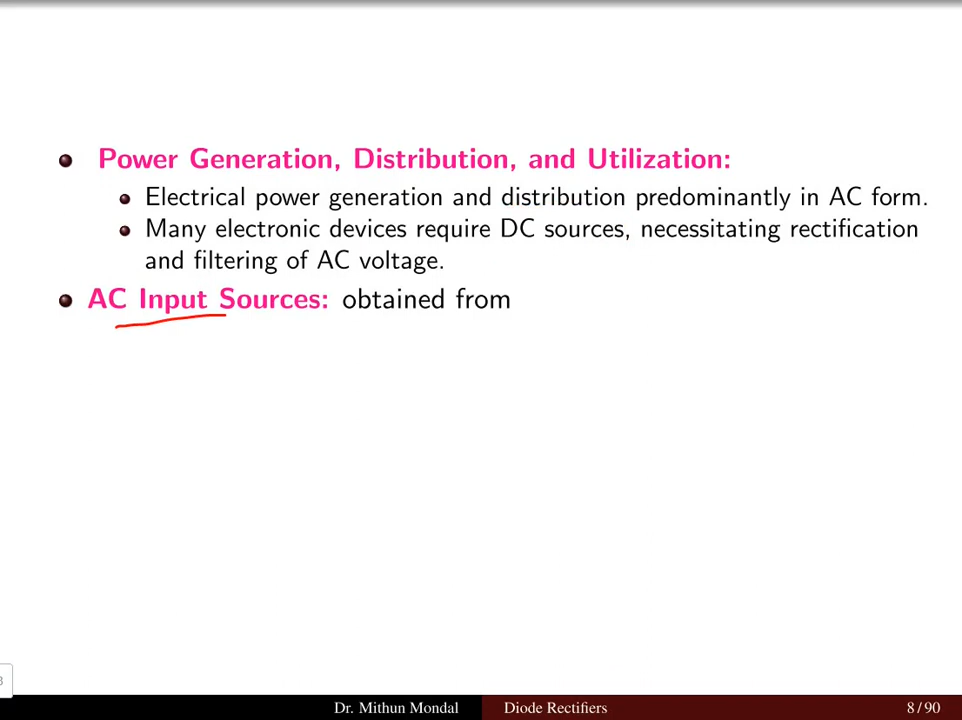 Power Generation, Distribution, and Utilization:
Electrical power generation and distribution predominantly in AC form.
Many electronic devices require DC sources, necessitating rectification
and filtering of AC voltage.
AC Input Sources: obtained from
3
Dr. Mithun Mondal Diode Rectifiers 8 / 90